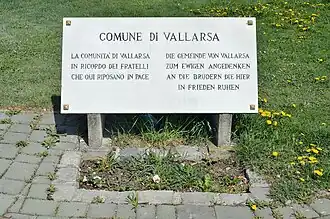 COMUNE DI VALLARSA
LA COMUNITA' DI VALLARSA
IN RICORDO DEI FRATELLI
CHE QUI RIPOSANO IN PACE
DIE GEMEINDE VON VALLARSA
ZUM EWIGEN ANGEDENKEN
AN DIE BRUDERN DIE HIER
IN FRIEDEN RUHEN